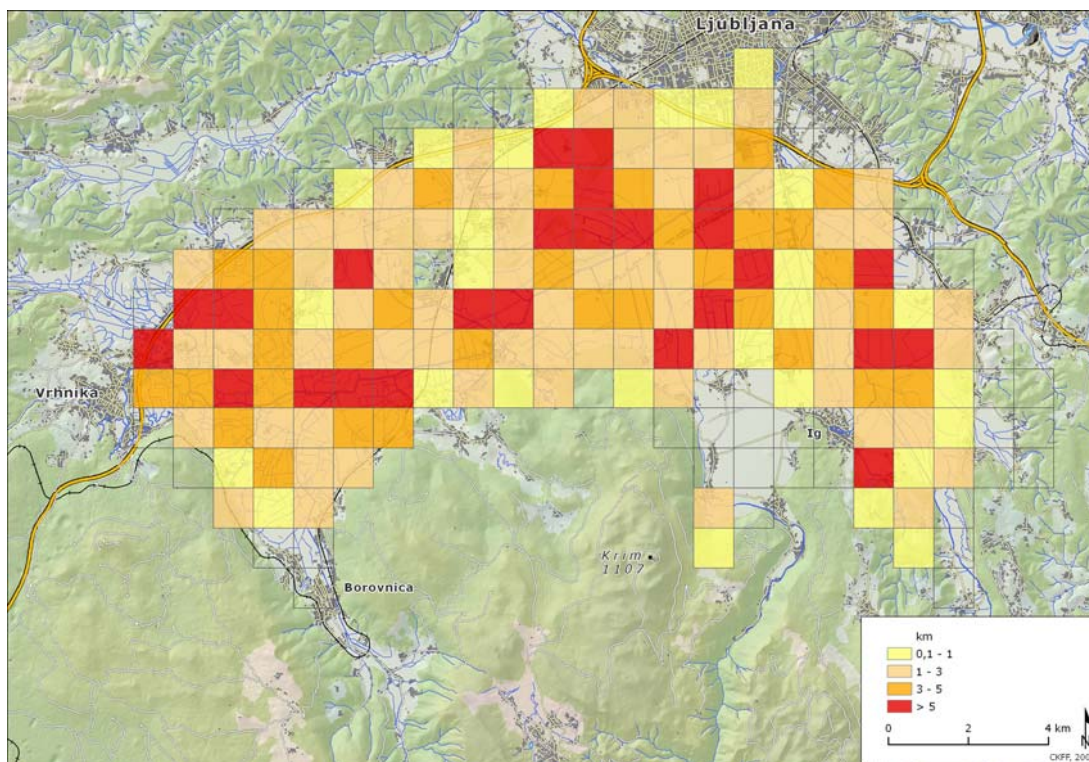 Ljubljana
Vrhnika
Ig
Krim
1107
Borovnica
km
0,1 - 1
1 - 3
3 - 5
> 5
0 2 4 km
N
CKFF,